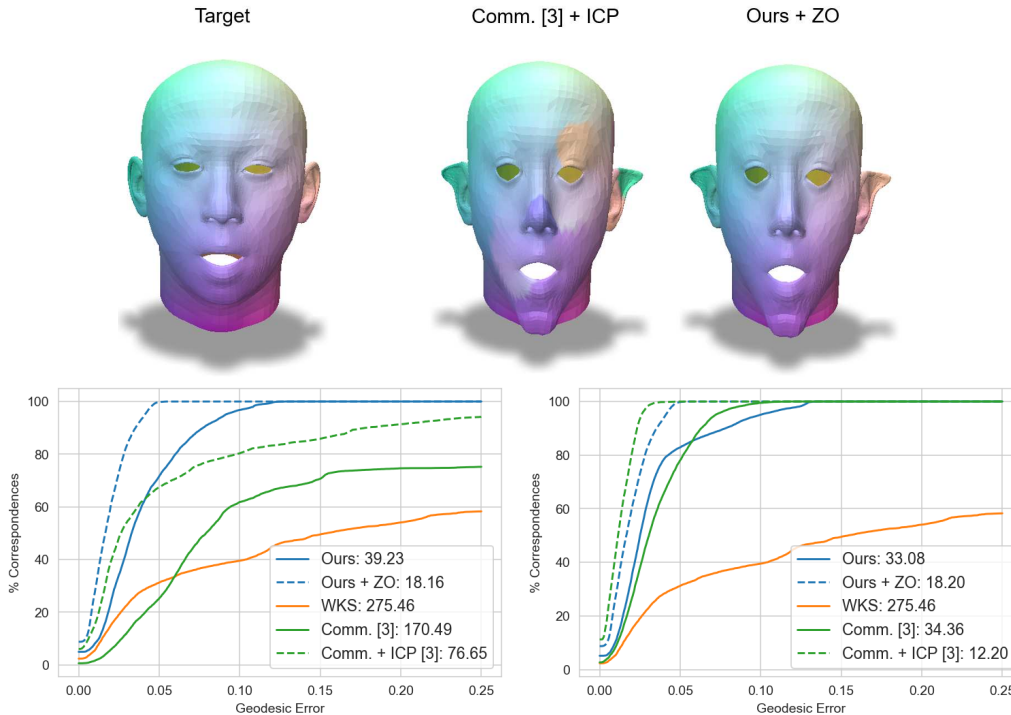 Target
Comm. [3] + ICP
Ours + ZO
% Correspondences
100
80
60
40
20
0
0.00
0.05
0.10
0.15
0.20
0.25
Geodesic Error
Ours: 39.23
Ours + ZO: 18.16
WKS: 275.46
Comm. [3]: 170.49
Comm. + ICP [3]: 76.65
% Correspondences
100
80
60
40
20
0
0.00
0.05
0.10
0.15
0.20
0.25
Geodesic Error
Ours: 33.08
Ours + ZO: 18.20
WKS: 275.46
Comm. [3]: 34.36
Comm. + ICP [3]: 12.20